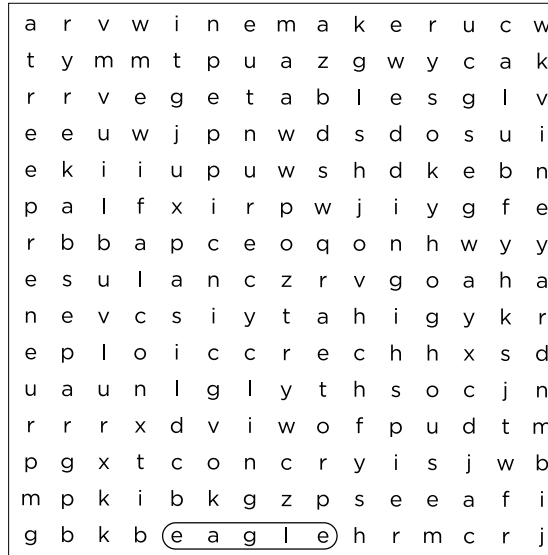 a r v w i n e m a k e r u c w
t y m m t p u a z g w y c a k
r r v e g e t a b l e s g l v
e e u w j p n w d s d o s u i
e k i i u p u w s h d k e b n
p a l f x i r p w j i y g f e
r b b a p c e o q o n h w y y
e s u l a n c z r v g o a h a
n e v c s i y t a h i g y k r
e p l o i c c r e c h h x s d
u a u n l g l y t h s o c j n
r r r x d v i w o f p u d t m
p g x t c o n c r y i s j w b
m p k i b k g z p s e e a f i
g b k b e a g l e h r m c r j